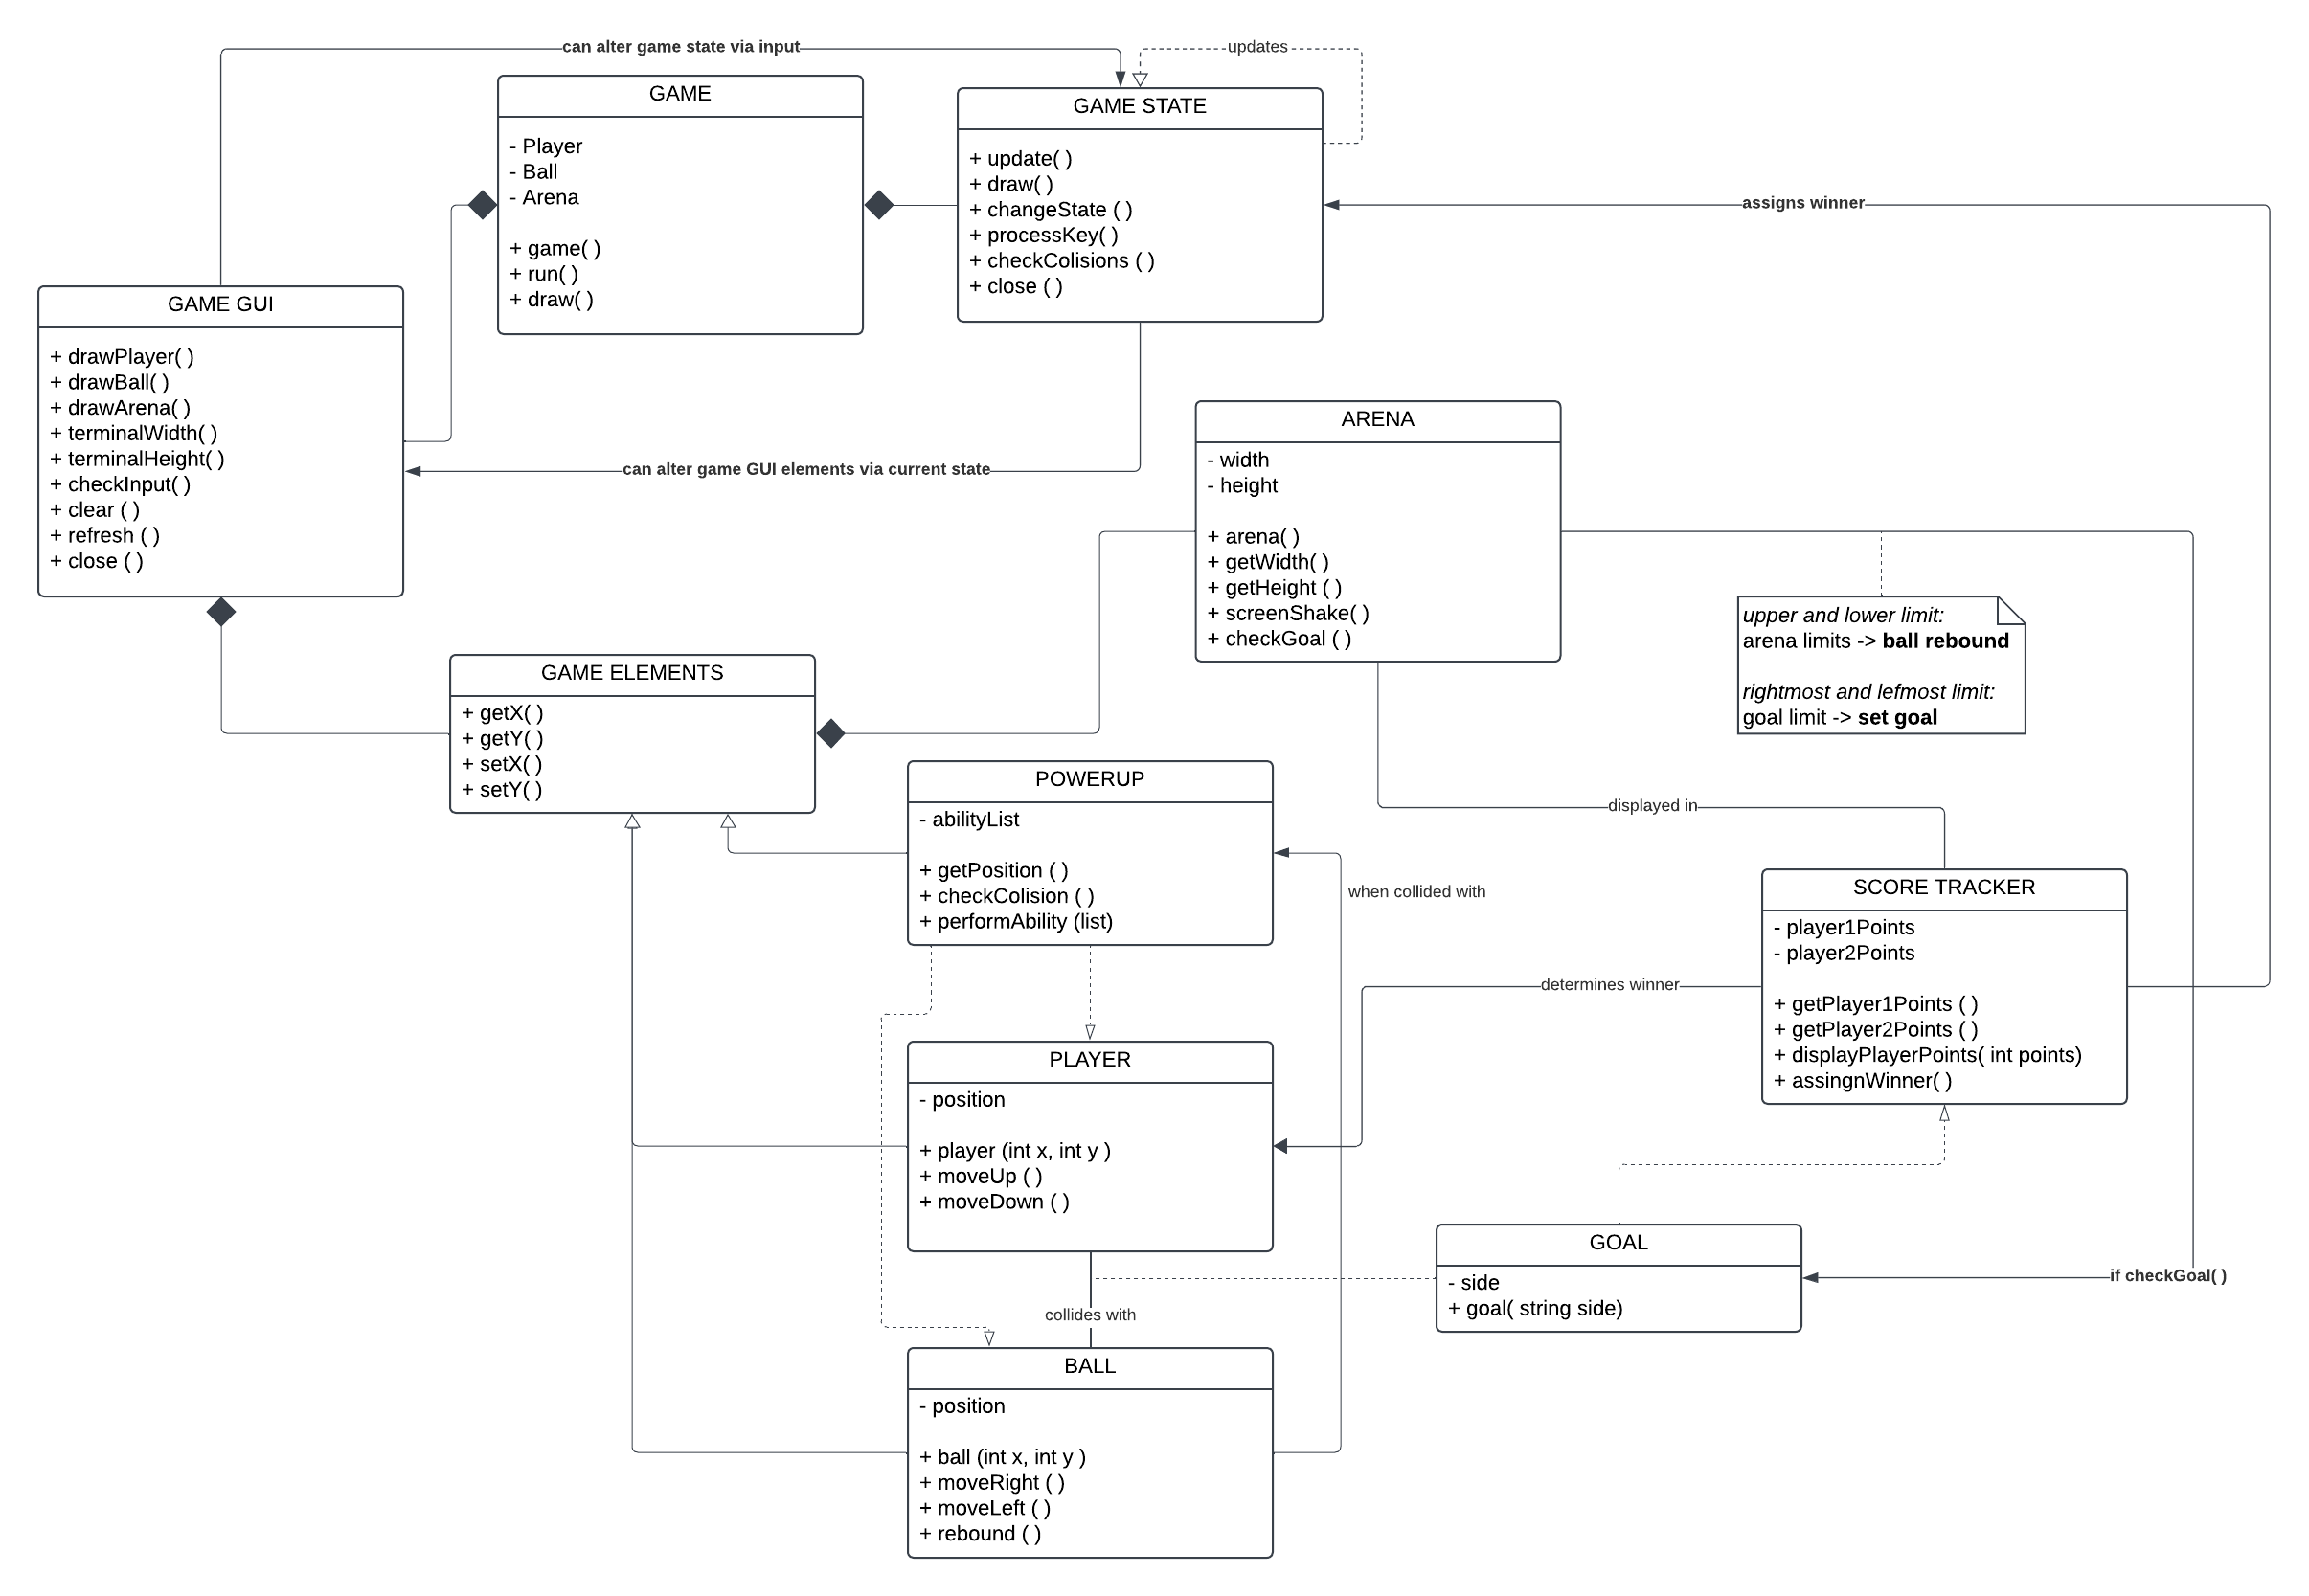 can alter game state via input
updates
GAME
- Player
- Ball
- Arena
+ game( )
+ run( )
+ draw( )
GAME STATE
+ update( )
+ draw( )
+ changeState ( )
+ processKey( )
+ checkColisions ( )
+ close ( )
assigns winner
GAME GUI
+ drawPlayer( )
+ drawBall( )
+ drawArena( )
+ terminalWidth( )
+ terminalHeight( )
+ checkInput( )
+ clear ( )
+ refresh ( )
+ close ( )
can alter game GUI elements via current state
ARENA
- width
- height
+ arena( )
+ getWidth( )
+ getHeight ( )
+ screenShake( )
+ checkGoal ( )
upper and lower limit:
arena limits -> ball rebound
rightmost and lefmost limit:
goal limit -> set goal
GAME ELEMENTS
+ getX( )
+ getY( )
+ setX( )
+ setY( )
POWERUP
- abilityList
+ getPosition ( )
+ checkColision ( )
+ performAbility (list)
displayed in
when collided with
SCORE TRACKER
- player1Points
- player2Points
+ getPlayer1Points ( )
+ getPlayer2Points ( )
+ displayPlayerPoints( int points)
+ assingnWinner( )
determines winner
PLAYER
- position
+ player (int x, int y )
+ moveUp ( )
+ moveDown ( )
GOAL
- side
+ goal( string side)
if checkGoal( )
collides with
BALL
- position
+ ball (int x, int y )
+ moveRight ( )
+ moveLeft ( )
+ rebound ( )